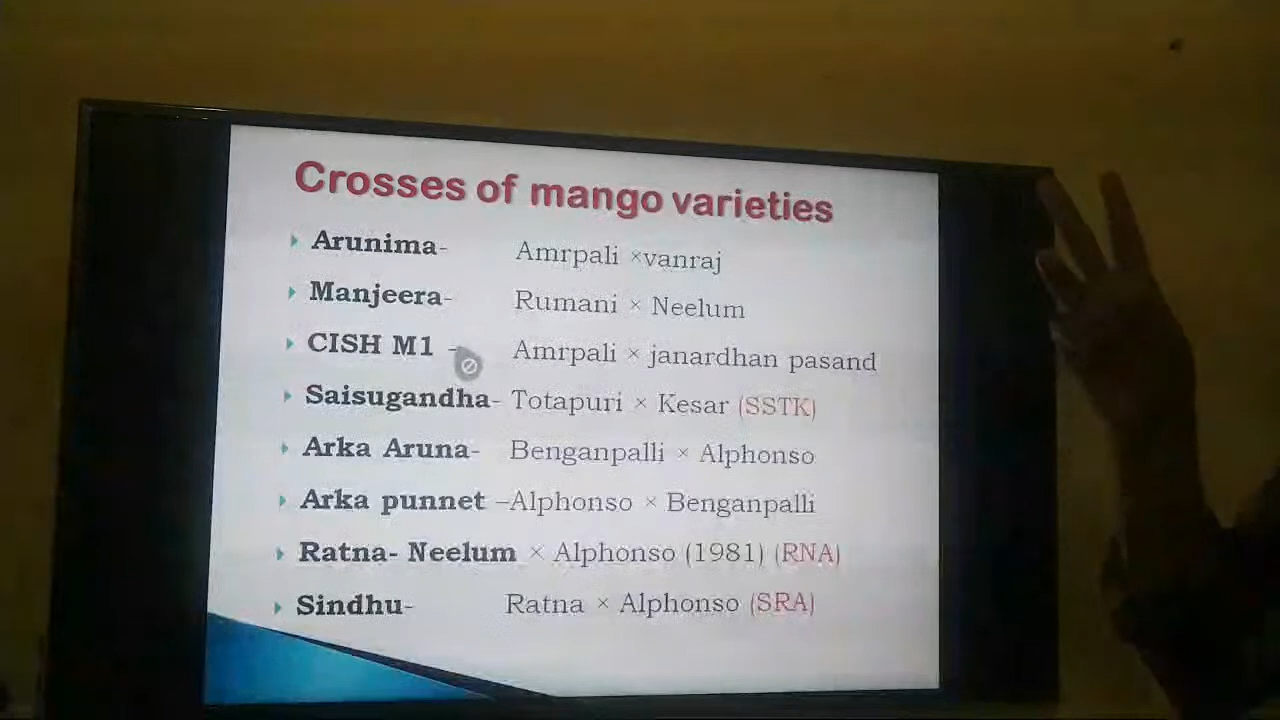 Crosses of mango varieties
Arunima- Amrpali ×vanraj
Manjeera- Rumani × Neelum
CISH M1 - Amrpali × janardhan pasand
Saisugandha- Totapuri × Kesar (SSTK)
Arka Aruna- Benganpalli × Alphonso
Arka punnet –Alphonso × Benganpalli
Ratna- Neelum × Alphonso (1981) (RNA)
Sindhu- Ratna × Alphonso (SRA)